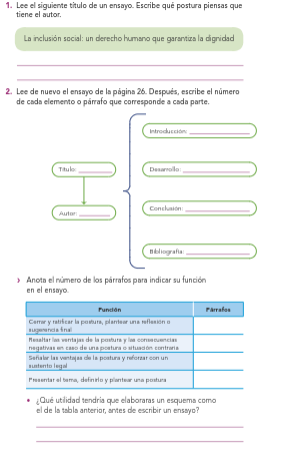 1. Lee el siguiente título de un ensayo. Escribe qué postura piensas que
tiene el autor.
La inclusión social: un derecho humano que garantiza la dignidad
2. Lee de nuevo el ensayo de la página 26. Después, escribe el número
de cada elemento o párrafo que corresponde a cada parte.
Introducción:
Título:
Desarrollo:
Autor:
Conclusión:
Bibliografía:
› Anota el número de los párrafos para indicar su función
en el ensayo.
Función Párrafos
Cerrar y ratificar la postura, plantear una reflexión o
sugerencia final
Resaltar las ventajas de la postura y las consecuencias
negativas en caso de una postura o situación contraria
Señalar las ventajas de la postura y reforzar con un
sustento legal
Presentar el tema, definirlo y plantear una postura
• ¿Qué utilidad tendría que elaboraras un esquema como
el de la tabla anterior, antes de escribir un ensayo?